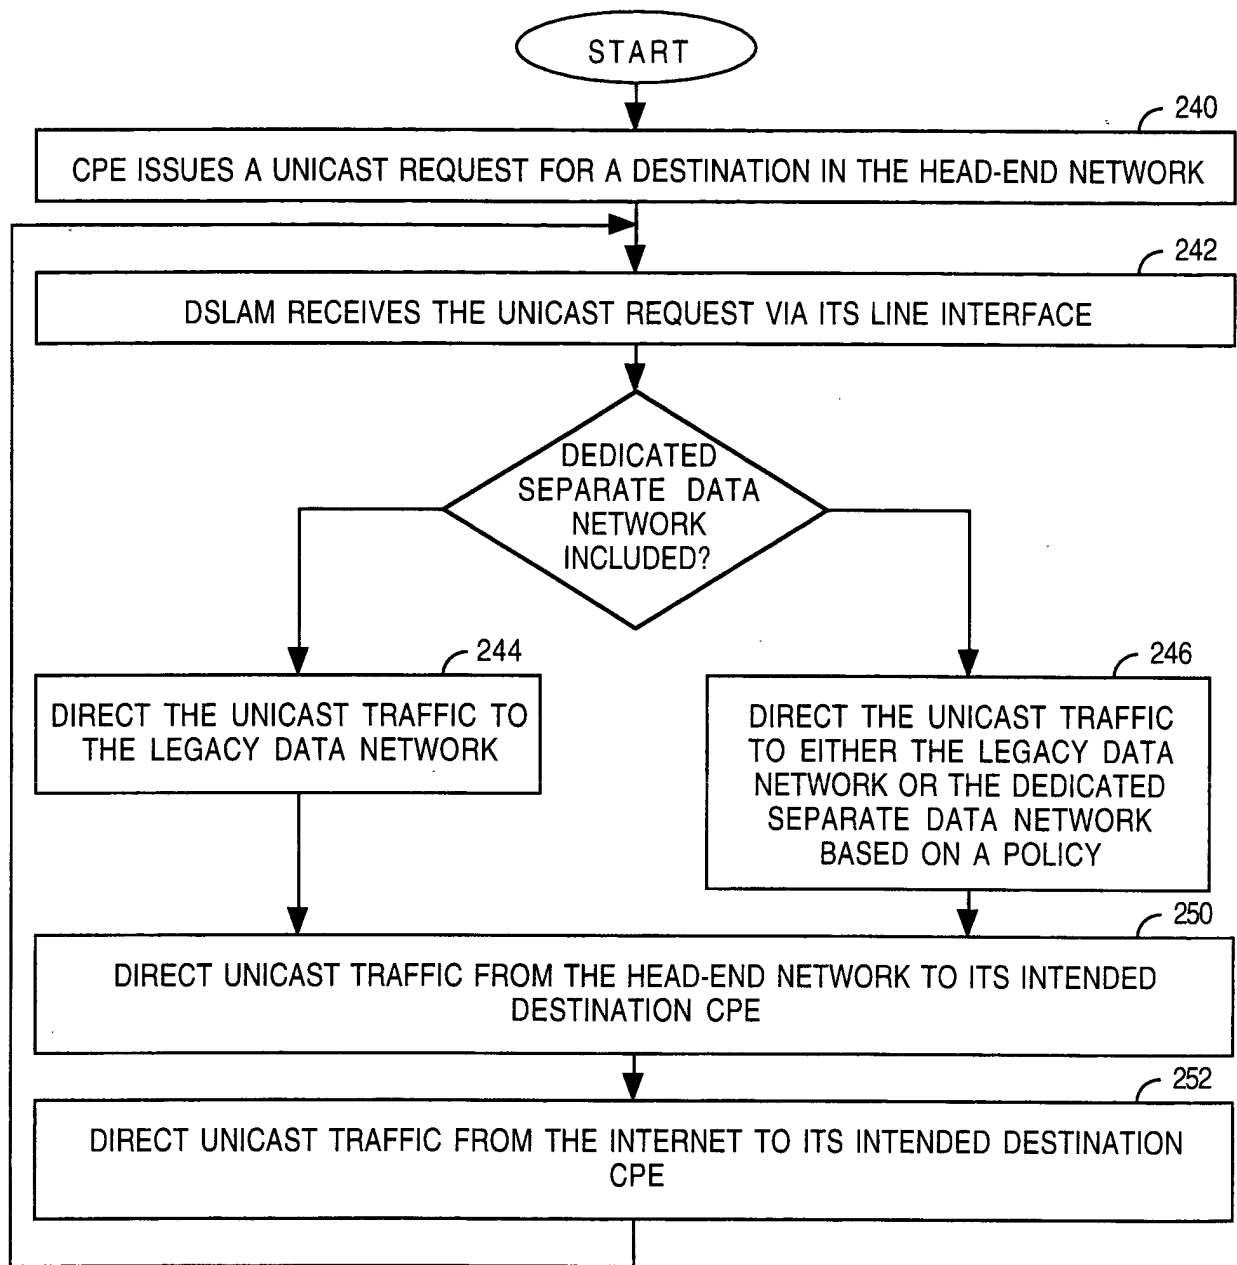 START
240
CPE ISSUES A UNICAST REQUEST FOR A DESTINATION IN THE HEAD-END NETWORK
242
DSLAM RECEIVES THE UNICAST REQUEST VIA ITS LINE INTERFACE
DEDICATED
SEPARATE DATA
NETWORK
INCLUDED?
244
DIRECT THE UNICAST TRAFFIC TO
THE LEGACY DATA NETWORK
246
DIRECT THE UNICAST TRAFFIC
TO EITHER THE LEGACY DATA
NETWORK OR THE DEDICATED
SEPARATE DATA NETWORK
BASED ON A POLICY
250
DIRECT UNICAST TRAFFIC FROM THE HEAD-END NETWORK TO ITS INTENDED
DESTINATION CPE
252
DIRECT UNICAST TRAFFIC FROM THE INTERNET TO ITS INTENDED DESTINATION
CPE